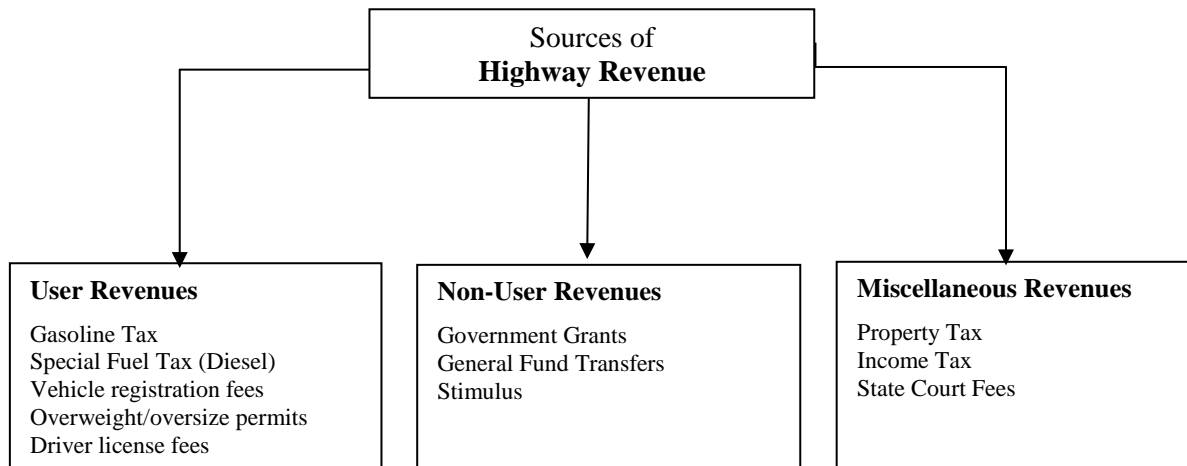 Sources of
Highway Revenue
User Revenues
Gasoline Tax
Special Fuel Tax (Diesel)
Vehicle registration fees
Overweight/oversize permits
Driver license fees
Non-User Revenues
Government Grants
General Fund Transfers
Stimulus
Miscellaneous Revenues
Property Tax
Income Tax
State Court Fees